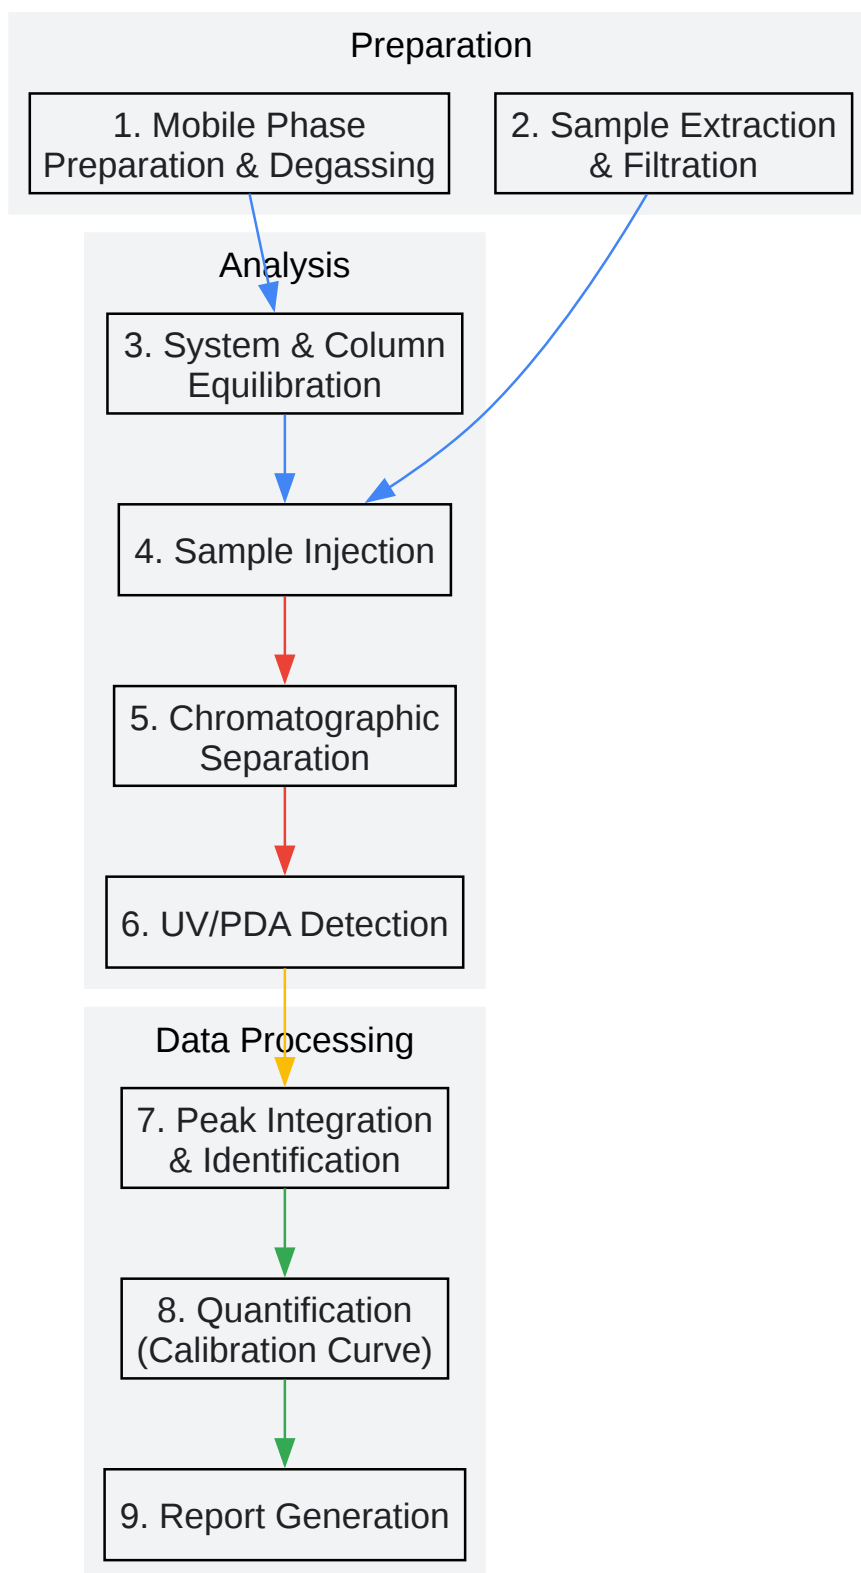 Preparation
1. Mobile Phase
Preparation & Degassing
2. Sample Extraction
& Filtration
Analysis
3. System & Column
Equilibration
4. Sample Injection
5. Chromatographic
Separation
6. UV/PDA Detection
Data Processing
7. Peak Integration
& Identification
8. Quantification
(Calibration Curve)
9. Report Generation